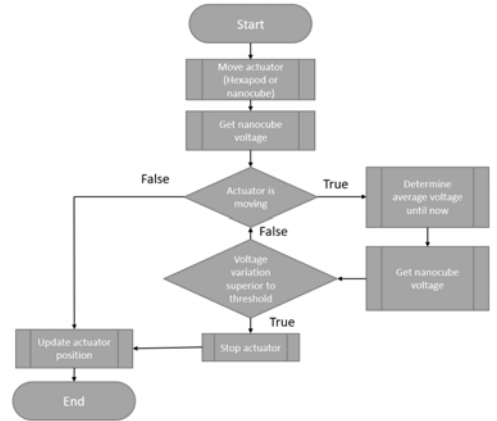 Start
Move actuator
(Hexapod or
nanocube)
Get nanocube
voltage
False
Actuator is
moving
True
Determine
average voltage
until now
False
Voltage
variation
superior to
threshold
Get nanocube
voltage
True
Update actuator
position
Stop actuator
End